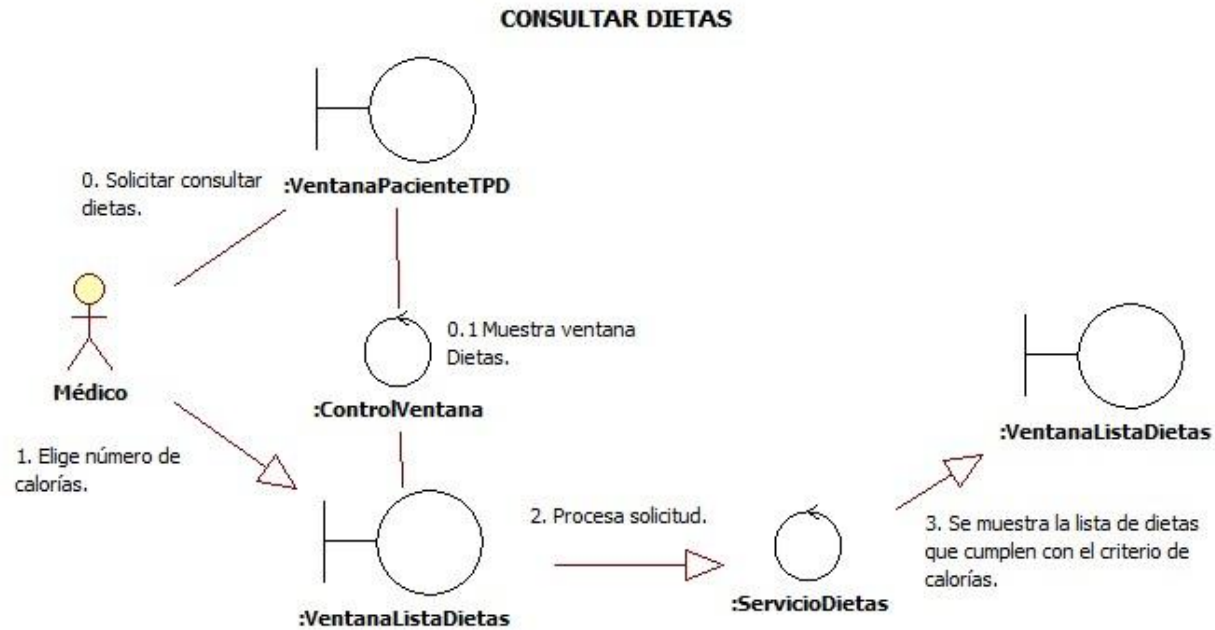 CONSULTAR DIETAS
0. Solicitar consultar
dietas.
:VentanaPacienteTPD
Médico
0.1 Muestra ventana
Dietas.
:ControlVentana
1. Elige número de
calorías.
:VentanaListaDietas
2. Procesa solicitud.
:ServicioDietas
3. Se muestra la lista de dietas
que cumplen con el criterio de
calorías.
:VentanaListaDietas